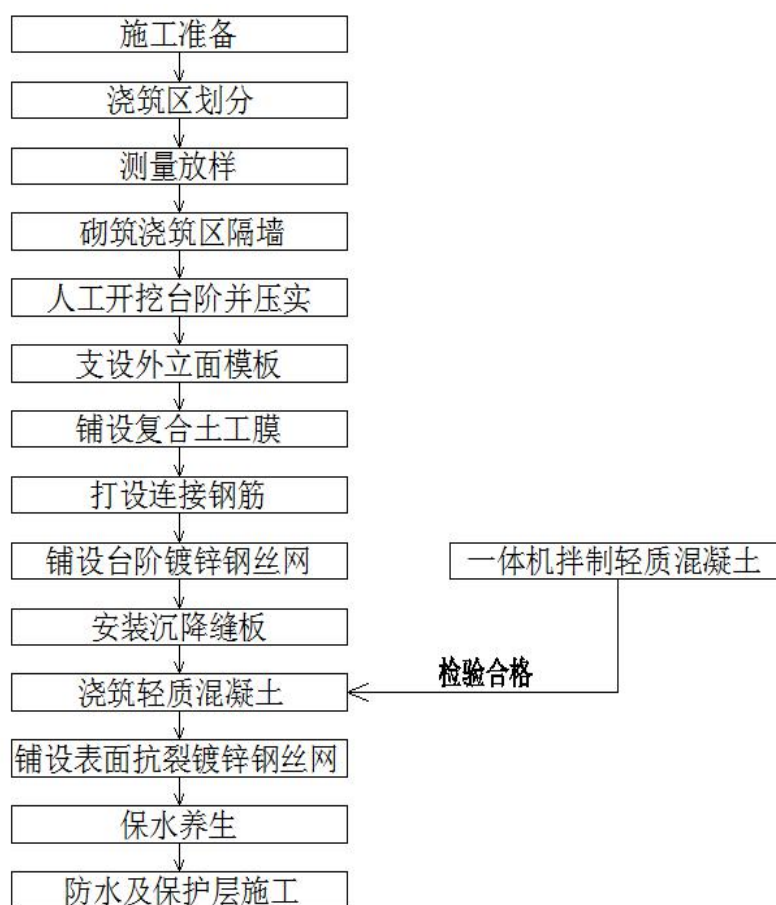 施工准备
浇筑区划分
测量放样
砌筑浇筑区隔墙
人工开挖台阶并压实
支设外立面模板
铺设复合土工膜
打设连接钢筋
铺设台阶镀锌钢丝网
一体机拌制轻质混凝土
安装沉降缝板
检验合格
浇筑轻质混凝土
铺设表面抗裂镀锌钢丝网
保水养生
防水及保护层施工